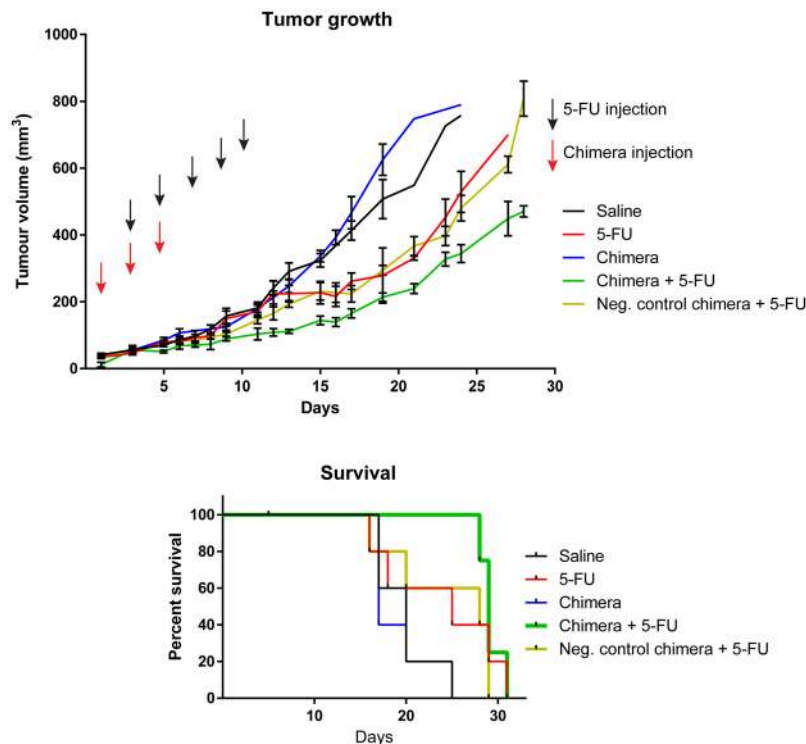 Tumor growth
1000
800
600
400
200
0
Tumour volume (mm³)
5
10
15
20
25
30
Days
5-FU injection
Chimera injection
Saline
5-FU
Chimera
Chimera + 5-FU
Neg. control chimera + 5-FU
Survival
100
80
60
40
20
0
Percent survival
10
20
30
Days
Saline
5-FU
Chimera
Chimera + 5-FU
Neg. control chimera + 5-FU